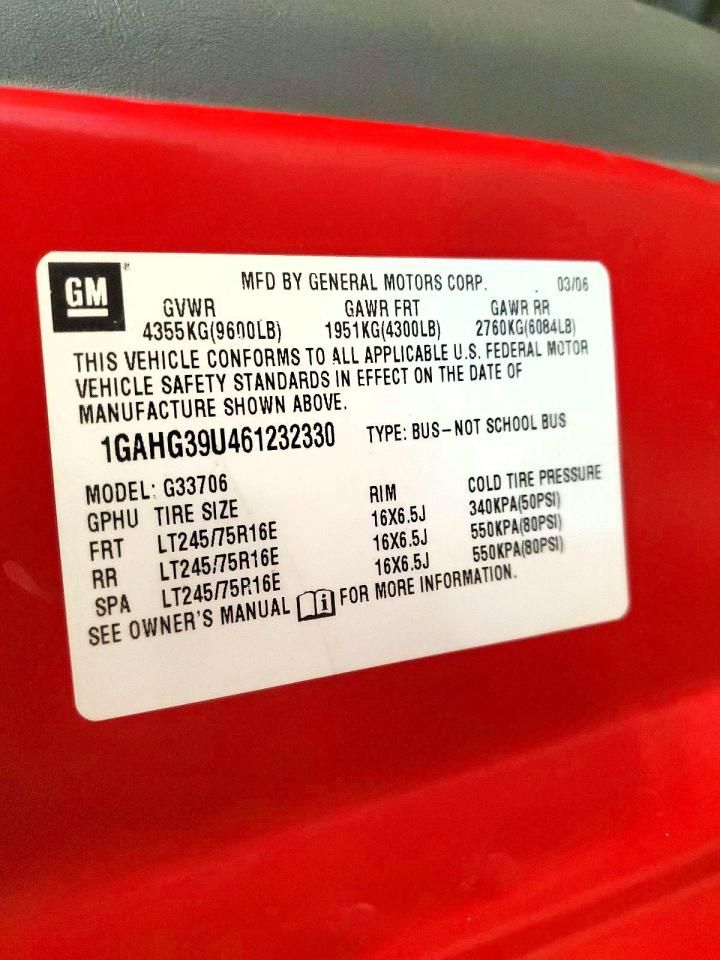 GM MFD BY GENERAL MOTORS CORP. 03/06
GVWR GAWR FRT GAWR RR
4355KG(9600LB) 1951KG(4300LB) 2760KG(6084LB)
THIS VEHICLE CONFORMS TO ALL APPLICABLE U.S. FEDERAL MOTOR
VEHICLE SAFETY STANDARDS IN EFFECT ON THE DATE OF
MANUFACTURE SHOWN ABOVE.
1GAHG39U461232330 TYPE: BUS-NOT SCHOOL BUS
MODEL: G33706
GPHU TIRE SIZE RIM COLD TIRE PRESSURE
FRT LT245/75R16E 16X6.5J 340KPA(50PSI)
RR LT245/75R16E 16X6.5J 550KPA(80PSI)
SPA LT245/75R16E 16X6.5J 550KPA(80PSI)
SEE OWNER'S MANUAL i FOR MORE INFORMATION.